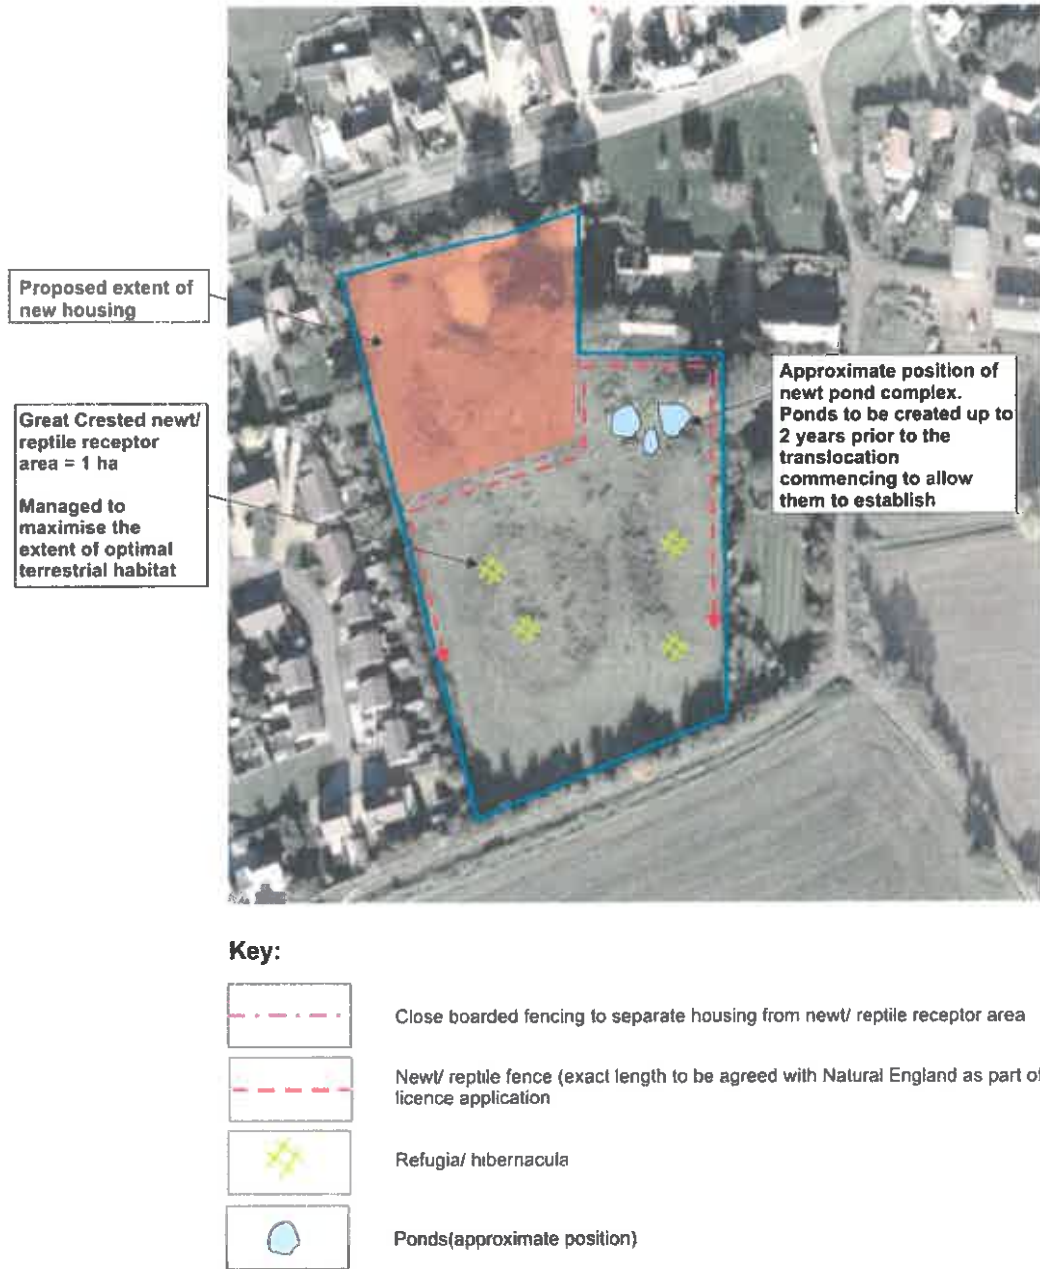 Proposed extent of
new housing
Great Crested newt/
reptile receptor
area = 1 ha
Managed to
maximise the
extent of optimal
terrestrial habitat
Approximate position of
newt pond complex.
Ponds to be created up to
2 years prior to the
translocation
commencing to allow
them to establish
Key:
Close boarded fencing to separate housing from newt/ reptile receptor area
Newt/ reptile fence (exact length to be agreed with Natural England as part of
licence application
Refugia/ hibernacula
Ponds(approximate position)